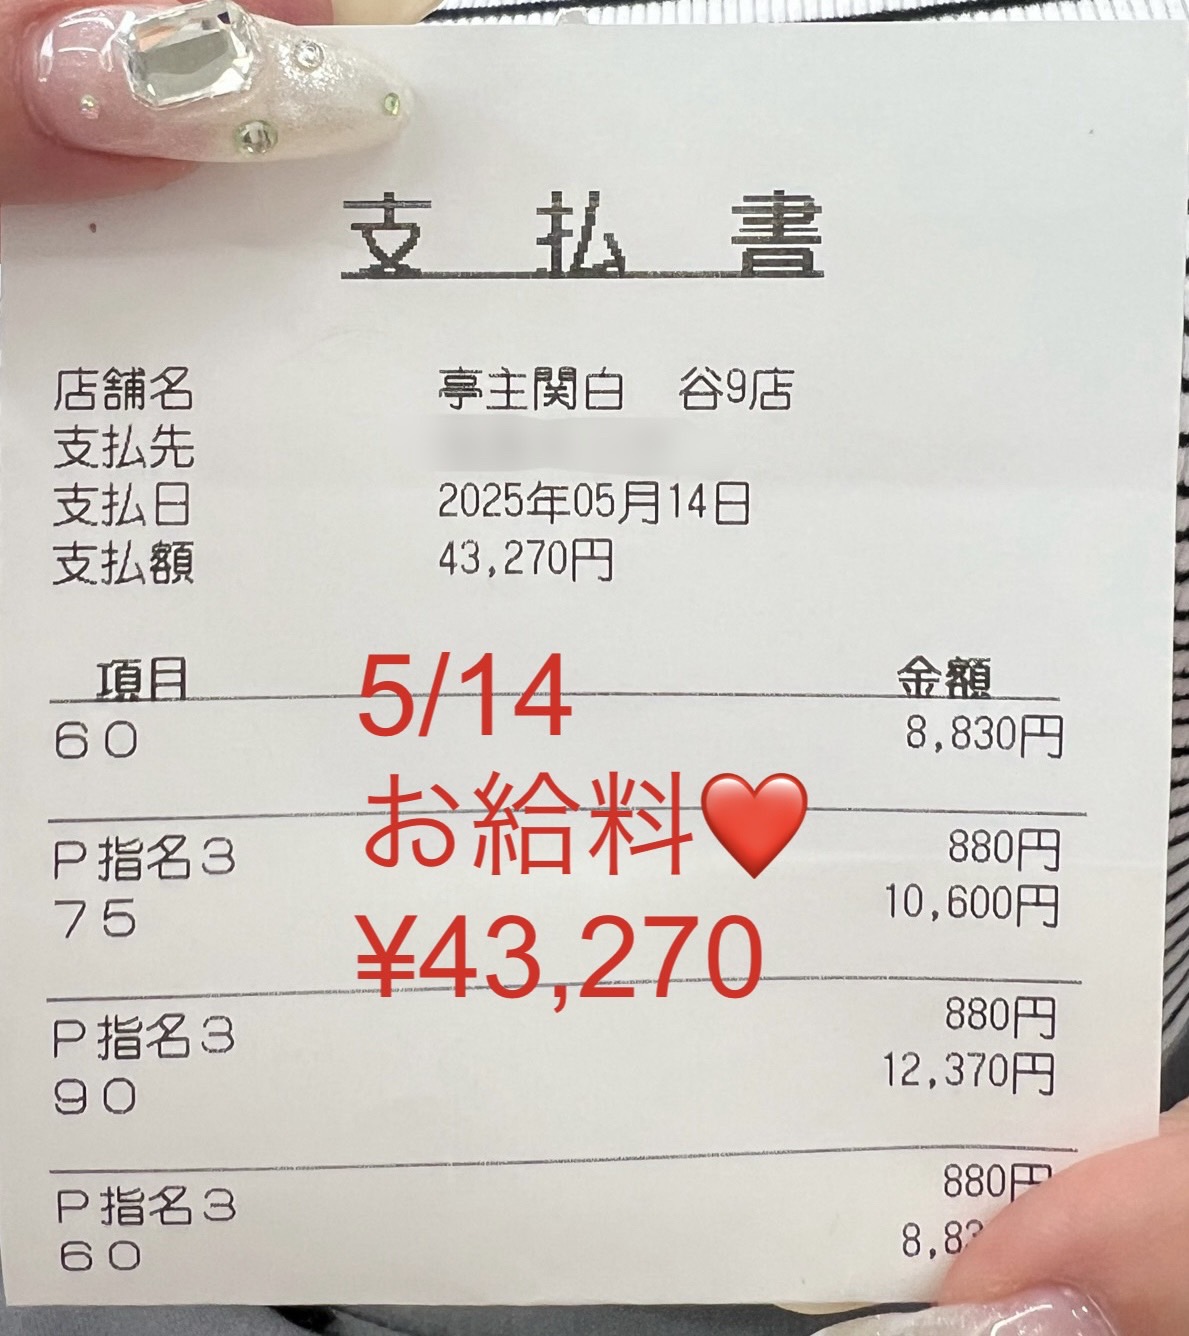 支払書
店舗名 亭主関白 谷9店
支払先
支払日 2025年05月14日
支払額 43,270円
項目 金額
60 8,830円
P指名3 880円
75 10,600円
P指名3 880円
90 12,370円
P指名3 880円
60 8,83
5/14
お給料❤️
¥43,270